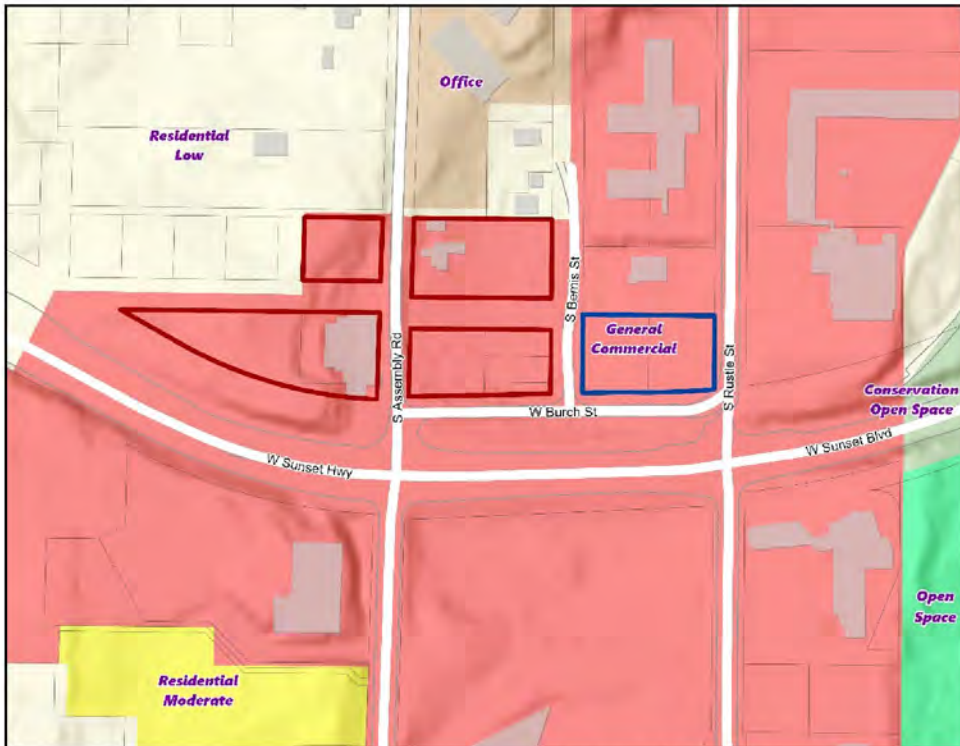 Office
Residential
Low
S Bemis St
General
Commercial
S Assembly Rd
S Rustle St
Conservation
Open Space
W Burch St
W Sunset Hwy
W Sunset Blvd
Open
Space
Residential
Moderate